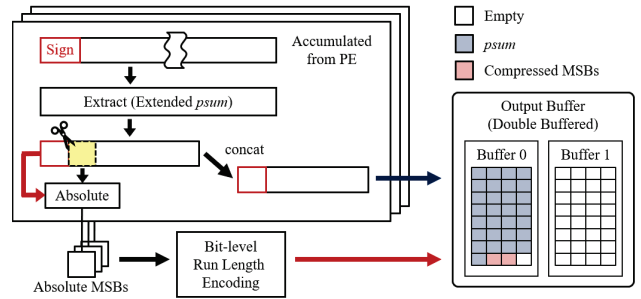 Sign
Accumulated
from PE
Extract (Extended psum)
concat
Absolute
Absolute MSBs
Bit-level
Run Length
Encoding
Empty
psum
Compressed MSBs
Output Buffer
(Double Buffered)
Buffer 0
Buffer 1